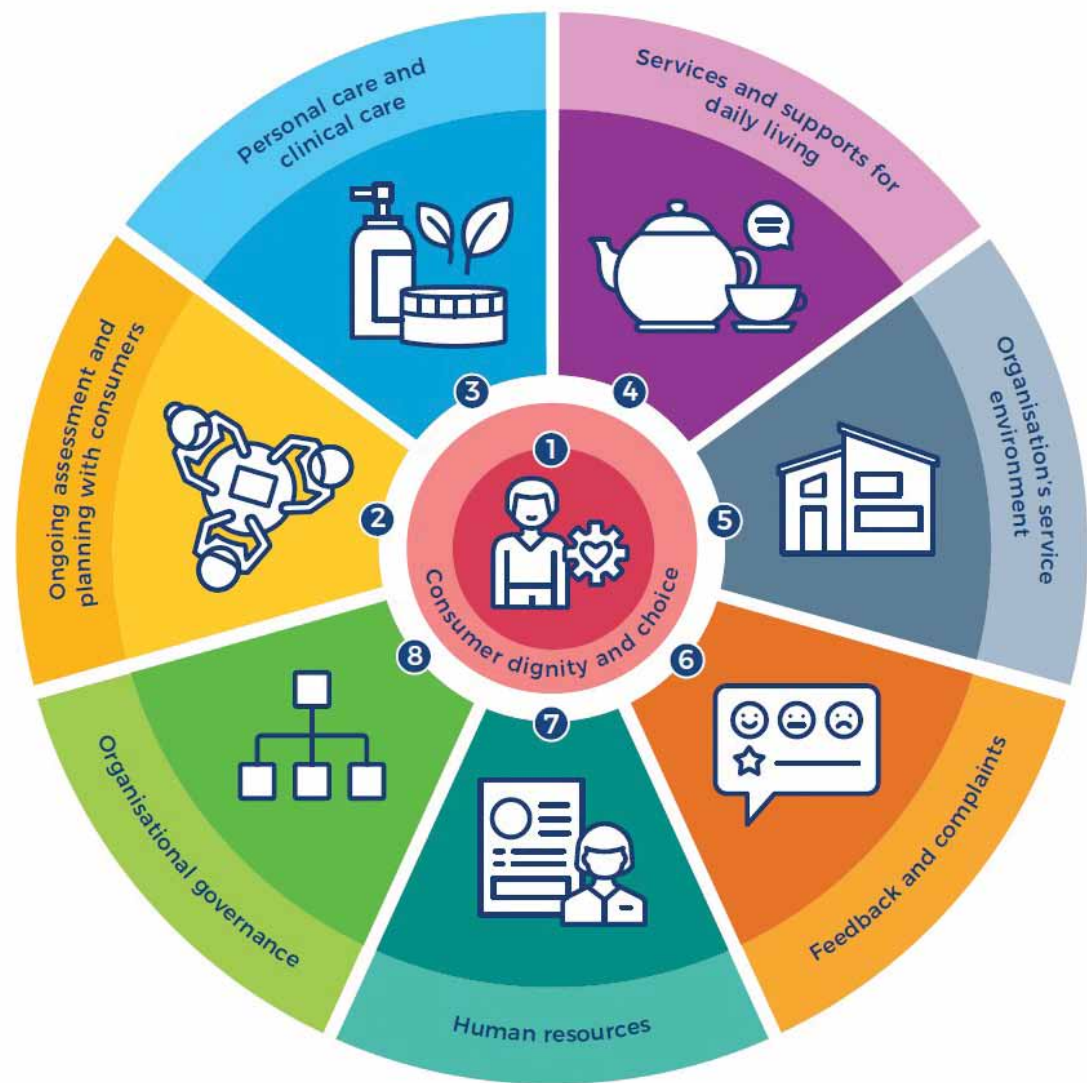 1
Consumer dignity and choice
2
Ongoing assessment and
planning with consumers
3
Personal care and
clinical care
4
Services and supports for
daily living
5
Organisation's service
environment
6
Feedback and complaints
7
Human resources
8
Organisational governance